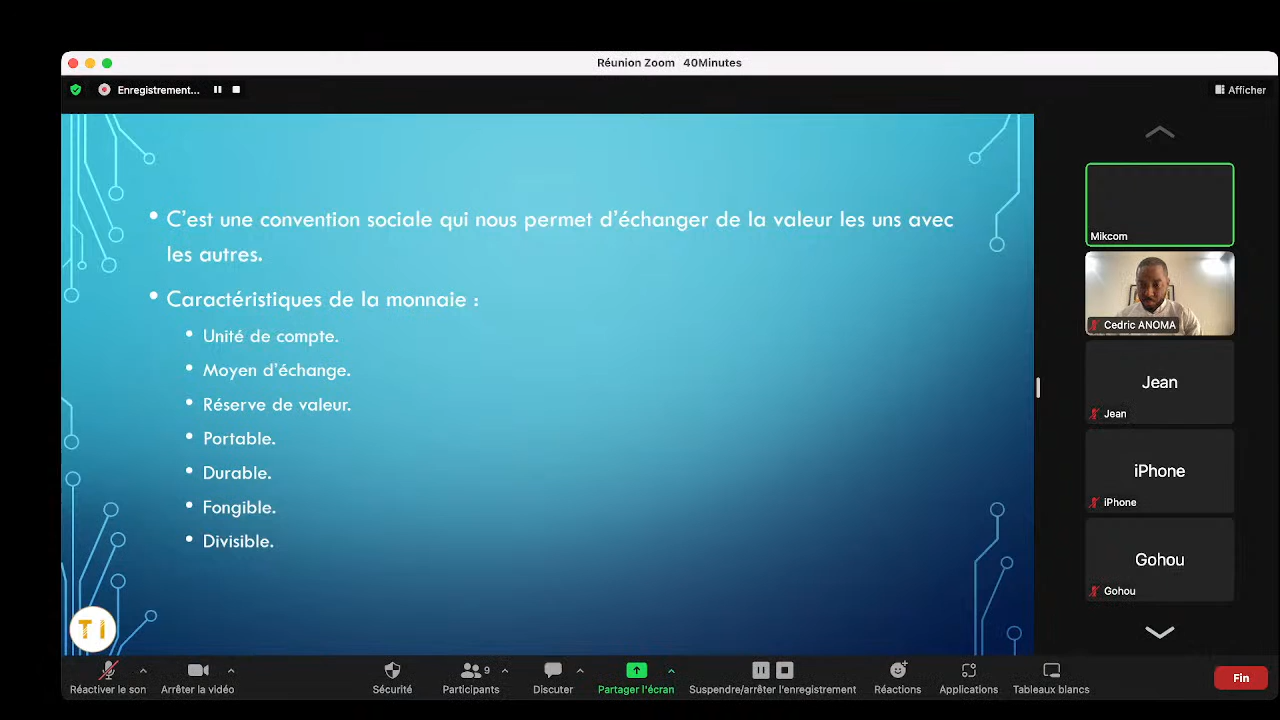 Réunion Zoom 40Minutes
Enregistrement...
Afficher
• C'est une convention sociale qui nous permet d'échanger de la valeur les uns avec
les autres.
• Caractéristiques de la monnaie :
• Unité de compte.
• Moyen d'échange.
• Réserve de valeur.
• Portable.
• Durable.
• Fongible.
• Divisible.
T I
Mikcom
Cedric ANOMA
Jean
Jean
iPhone
iPhone
Gohou
Gohou
Réactiver le son
Arrêter la vidéo
Sécurité
9
Participants
Discuter
Partager l'écran
Suspendre/arrêter l'enregistrement
Réactions
Applications
Tableaux blancs
Fin